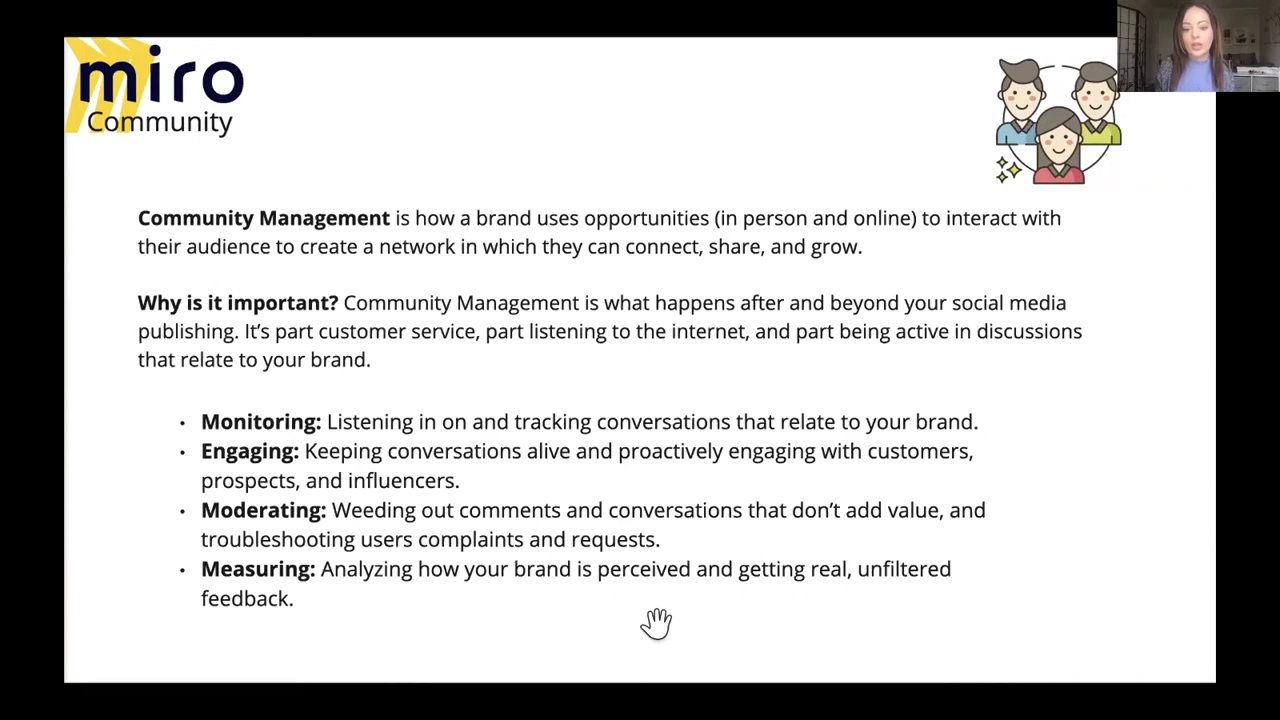 miro
Community
Community Management is how a brand uses opportunities (in person and online) to interact with
their audience to create a network in which they can connect, share, and grow.
Why is it important? Community Management is what happens after and beyond your social media
publishing. It’s part customer service, part listening to the internet, and part being active in discussions
that relate to your brand.
• Monitoring: Listening in on and tracking conversations that relate to your brand.
• Engaging: Keeping conversations alive and proactively engaging with customers,
prospects, and influencers.
• Moderating: Weeding out comments and conversations that don’t add value, and
troubleshooting users complaints and requests.
• Measuring: Analyzing how your brand is perceived and getting real, unfiltered
feedback.